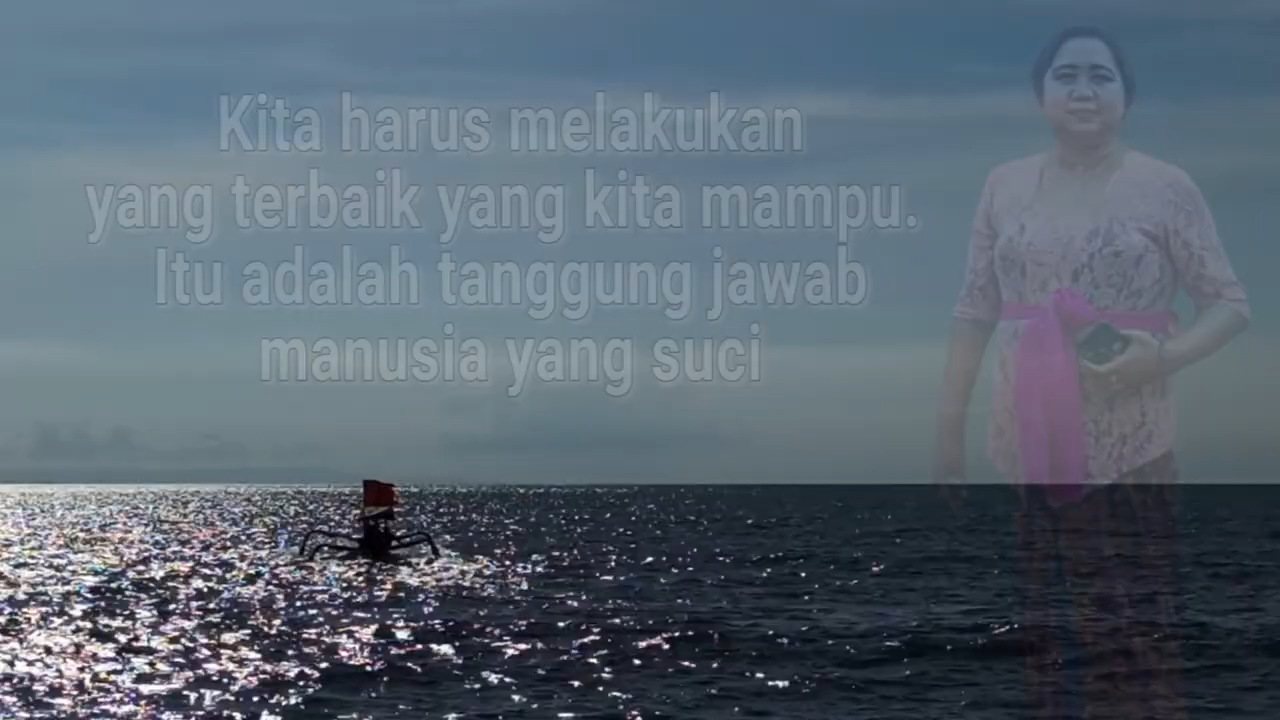 Kita harus melakukan
yang terbaik yang kita mampu.
Itu adalah tanggung jawab
manusia yang suci